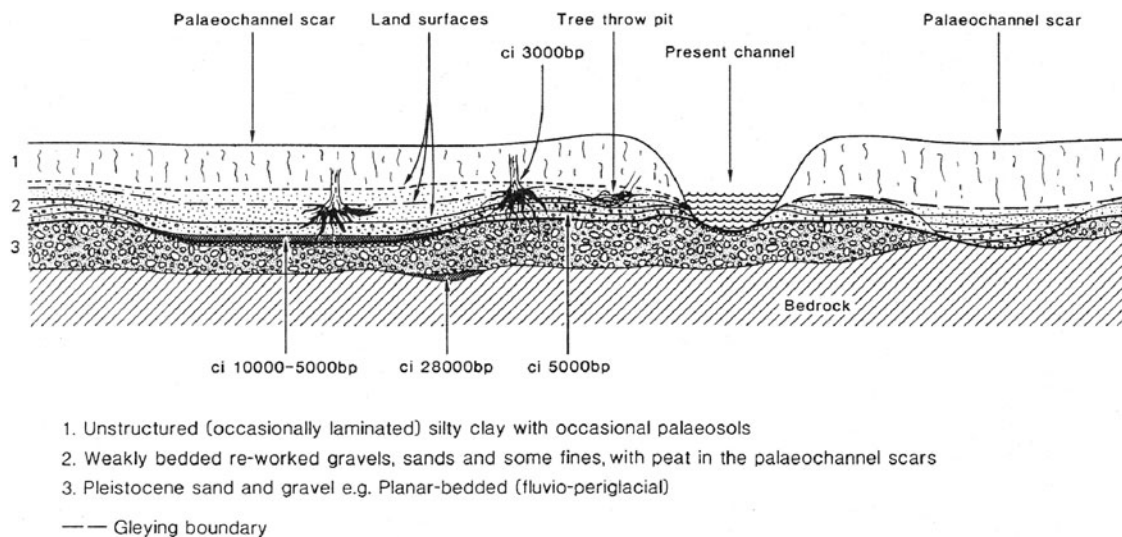 Palaeochannel scar
Land surfaces
Tree throw pit
Palaeochannel scar
ci 3000bp
Present channel
1
2
3
Bedrock
ci 10000-5000bp
ci 28000bp
ci 5000bp
1. Unstructured (occasionally laminated) silty clay with occasional palaeosols
2. Weakly bedded re-worked gravels, sands and some fines, with peat in the palaeochannel scars
3. Pleistocene sand and gravel e.g. Planar-bedded (fluvio-periglacial)
Gleying boundary